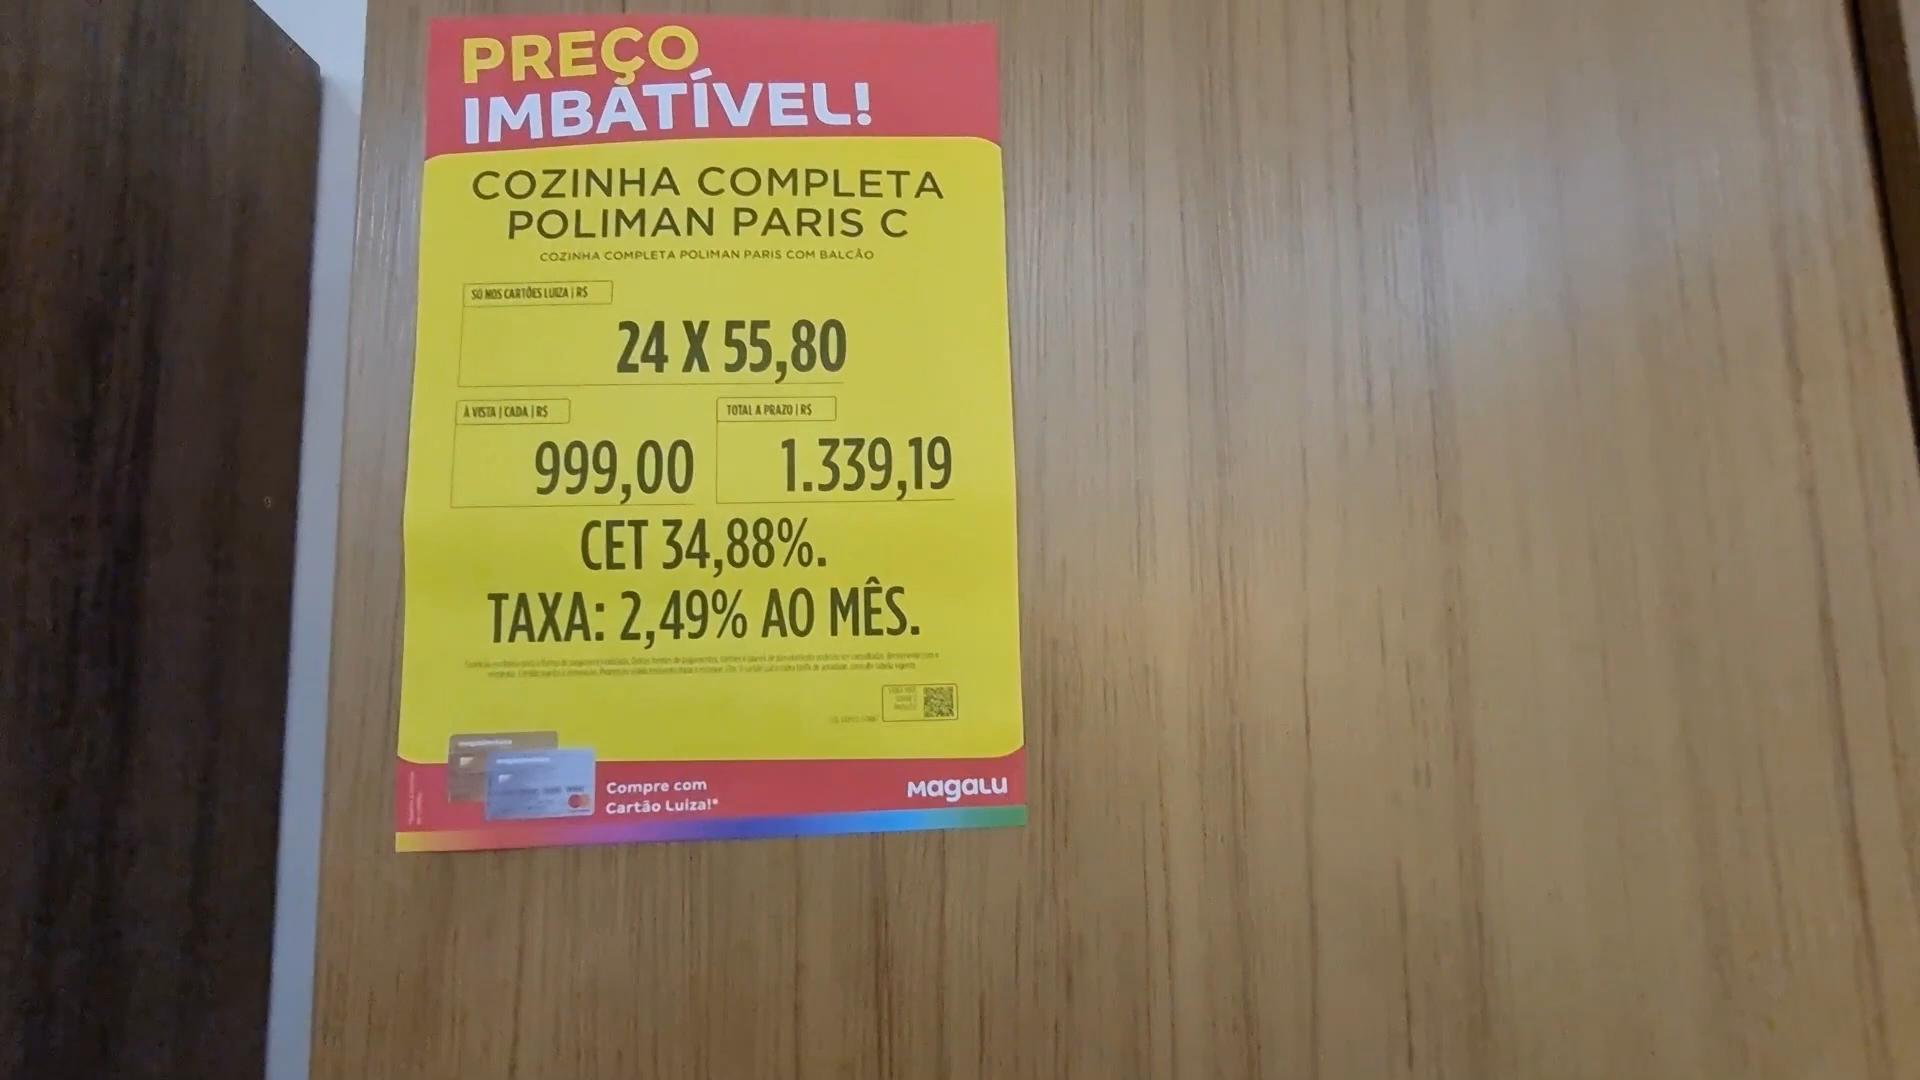 PREÇO
IMBATÍVEL!
COZINHA COMPLETA
POLIMAN PARIS C
COZINHA COMPLETA POLIMAN PARIS COM BALCÃO
SÓ NOS CARTÕES LUIZA | R$
24 X 55,80
À VISTA | CADA | R$
TOTAL A PRAZO | R$
999,00
1.339,19
CET 34,88%.
TAXA: 2,49% AO MÊS.
Compre com
Cartão Luiza!*
Magalu